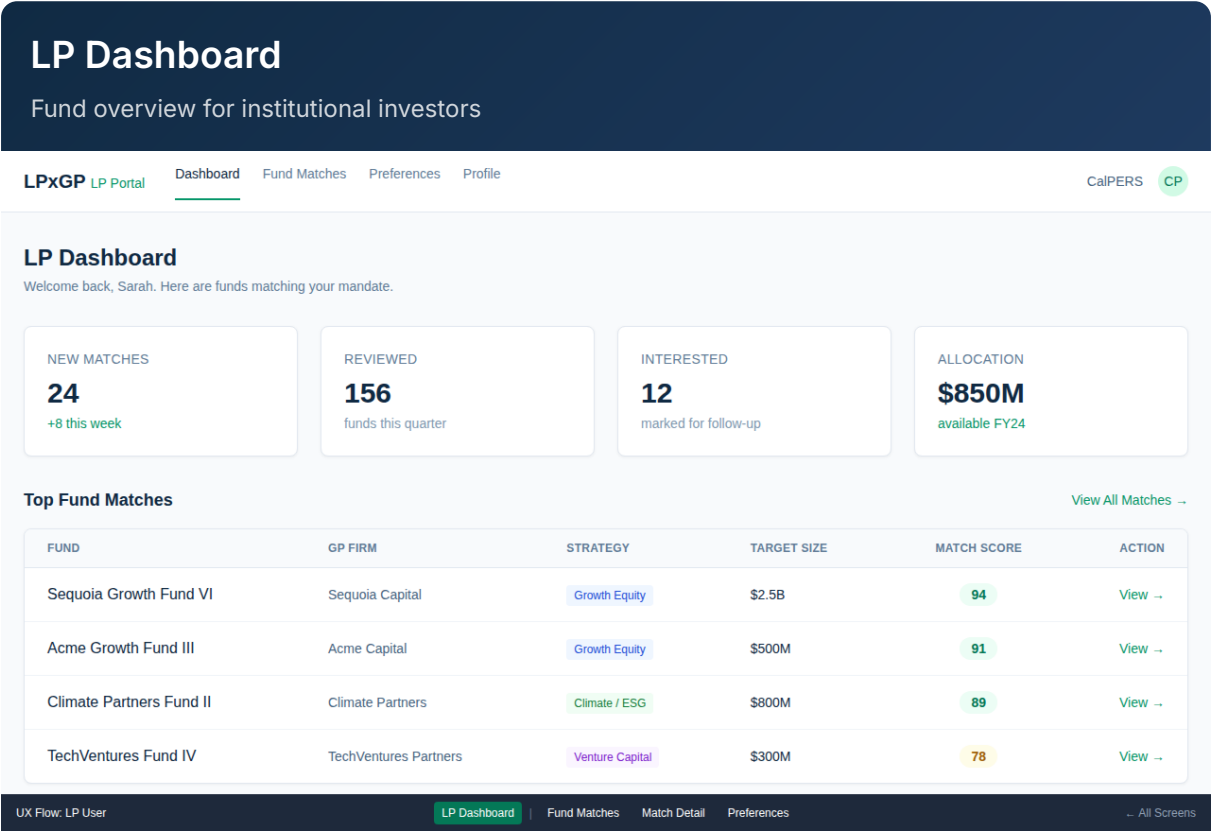 LP Dashboard
Fund overview for institutional investors
LPxGP LP Portal Dashboard Fund Matches Preferences Profile CalPERS CP
LP Dashboard
Welcome back, Sarah. Here are funds matching your mandate.
NEW MATCHES REVIEWED INTERESTED ALLOCATION
24 156 12 $850M
+8 this week funds this quarter marked for follow-up available FY24
Top Fund Matches View All Matches →
FUND GP FIRM STRATEGY TARGET SIZE MATCH SCORE ACTION
Sequoia Growth Fund VI Sequoia Capital Growth Equity $2.5B 94 View →
Acme Growth Fund III Acme Capital Growth Equity $500M 91 View →
Climate Partners Fund II Climate Partners Climate / ESG $800M 89 View →
TechVentures Fund IV TechVentures Partners Venture Capital $300M 78 View →
UX Flow: LP User LP Dashboard | Fund Matches Match Detail Preferences ← All Screens